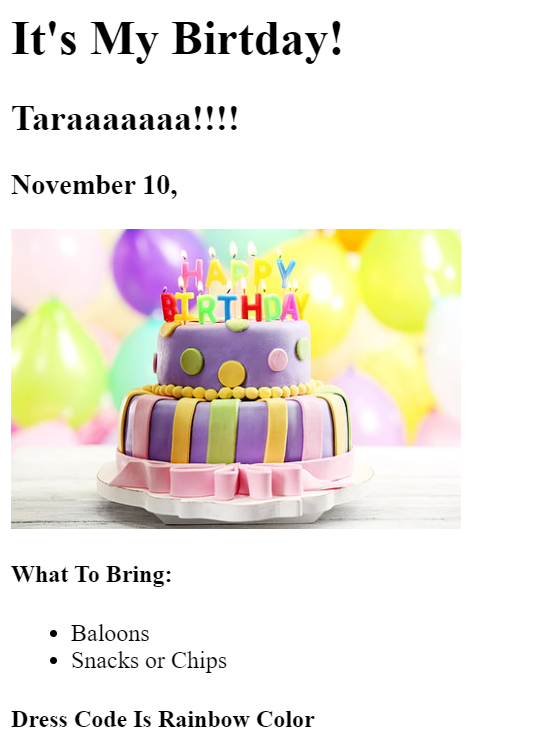 It's My Birtday!
Taraaaaaaa!!!!
November 10,
HAPPY
BIRTHDAY
What To Bring:
Baloons
Snacks or Chips
Dress Code Is Rainbow Color